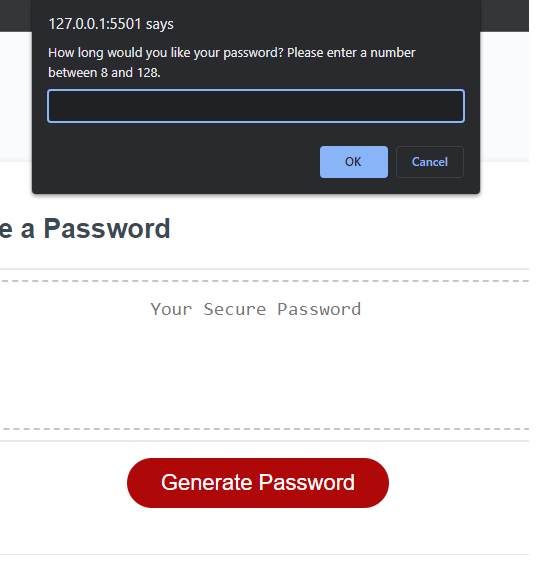 127.0.0.1:5501 says
How long would you like your password? Please enter a number
between 8 and 128.
OK
Cancel
e a Password
Your Secure Password
Generate Password